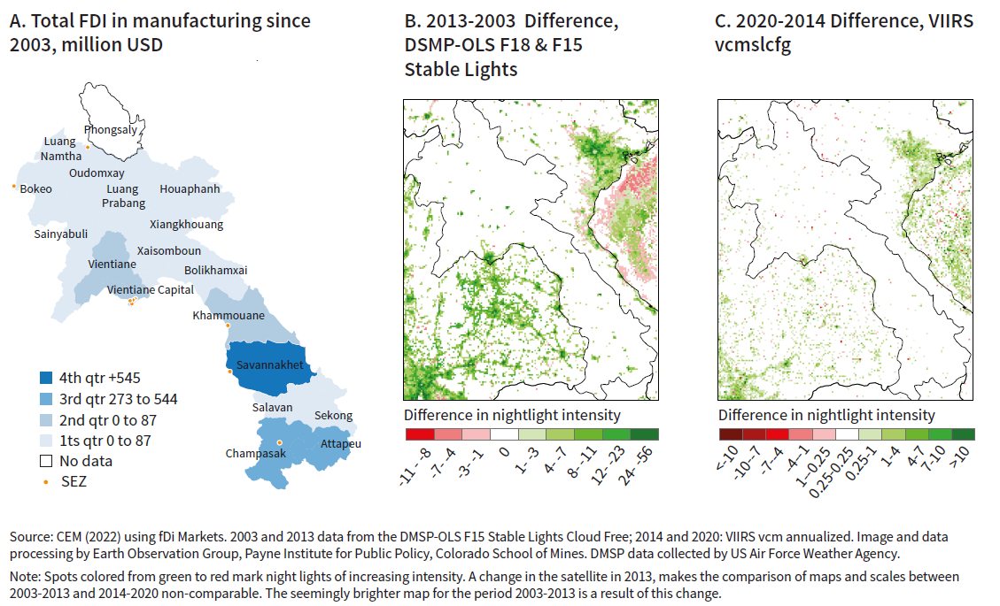 A. Total FDI in manufacturing since
2003, million USD
B. 2013-2003 Difference,
DSMP-OLS F18 & F15
Stable Lights
C. 2020-2014 Difference, VIIRS
vcmslcfg
Phongsaly
Luang
Namtha
Oudomxay
Bokeo
Luang
Prabang
Houaphanh
Xiangkhouang
Sainyabuli
Xaisomboun
Vientiane
Bolikhamxai
Vientiane Capital
Khammouane
Savannakhet
Salavan
Sekong
Attapeu
Champasak
4th qtr +545
3rd qtr 273 to 544
2nd qtr 0 to 87
1ts qtr 0 to 87
No data
SEZ
Difference in nightlight intensity
-11 - -8
-7--4
-3--1
0
1--3
4--7
8--11
12--23
24--56
Difference in nightlight intensity
<-10
-10--7
-7--4
-4--1
1--0.25
0.25-0.25
0.25-1
1-4
4-7
7-10
>10
Source: CEM (2022) using fDi Markets. 2003 and 2013 data from the DMSP-OLS F15 Stable Lights Cloud Free; 2014 and 2020: VIIRS vcm annualized. Image and data
processing by Earth Observation Group, Payne Institute for Public Policy, Colorado School of Mines. DMSP data collected by US Air Force Weather Agency.
Note: Spots colored from green to red mark night lights of increasing intensity. A change in the satellite in 2013, makes the comparison of maps and scales between
2003-2013 and 2014-2020 non-comparable. The seemingly brighter map for the period 2003-2013 is a result of this change.